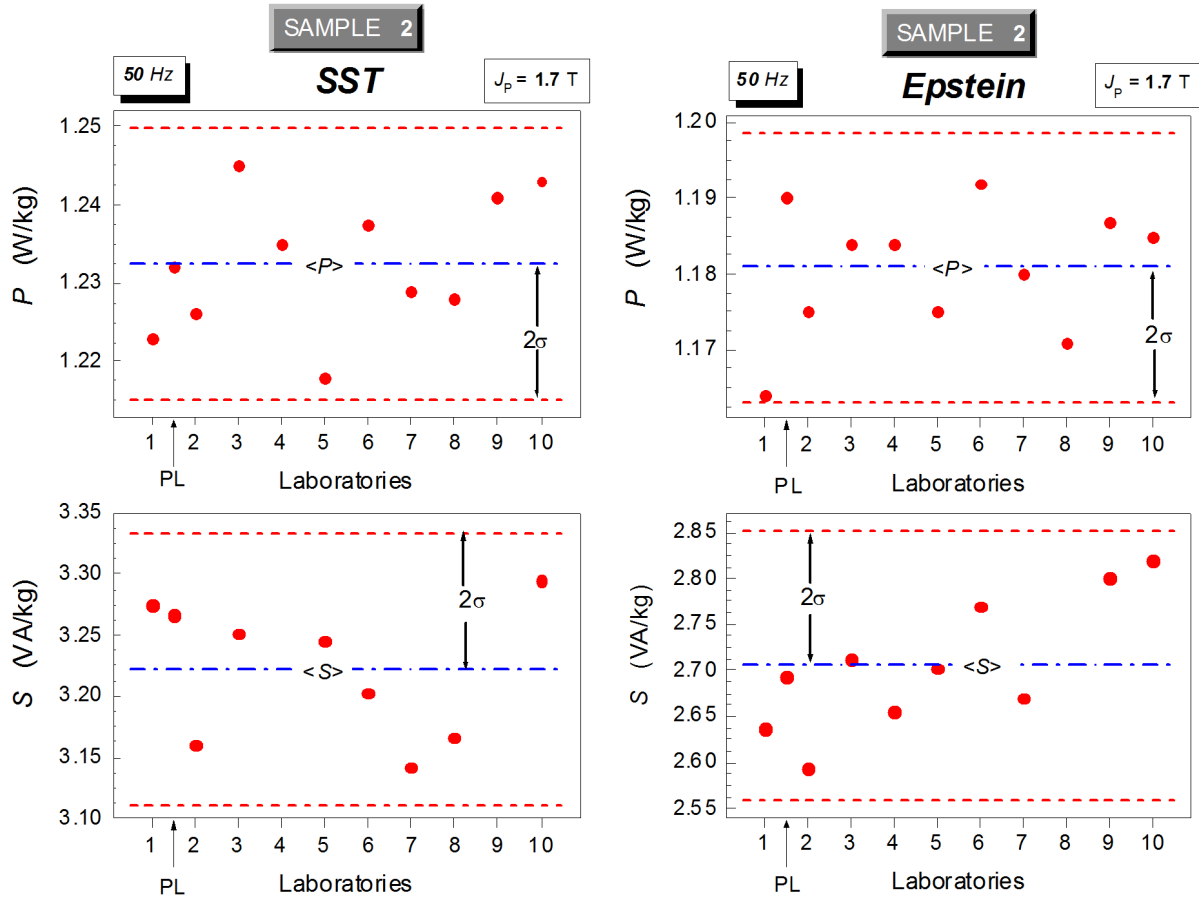 SAMPLE 2
50 Hz
SST
J_P = 1.7 T
1.25
1.24
1.23
1.22
P (W/kg)
<P>
2σ
1 2 3 4 5 6 7 8 9 10
PL
Laboratories
SAMPLE 2
50 Hz
Epstein
J_P = 1.7 T
1.20
1.19
1.18
1.17
P (W/kg)
<P>
2σ
1 2 3 4 5 6 7 8 9 10
PL
Laboratories
3.35
3.30
3.25
3.20
3.15
3.10
S (VA/kg)
2σ
<S>
1 2 3 4 5 6 7 8 9 10
PL
Laboratories
2.85
2.80
2.75
2.70
2.65
2.60
2.55
S (VA/kg)
2σ
<S>
1 2 3 4 5 6 7 8 9 10
PL
Laboratories